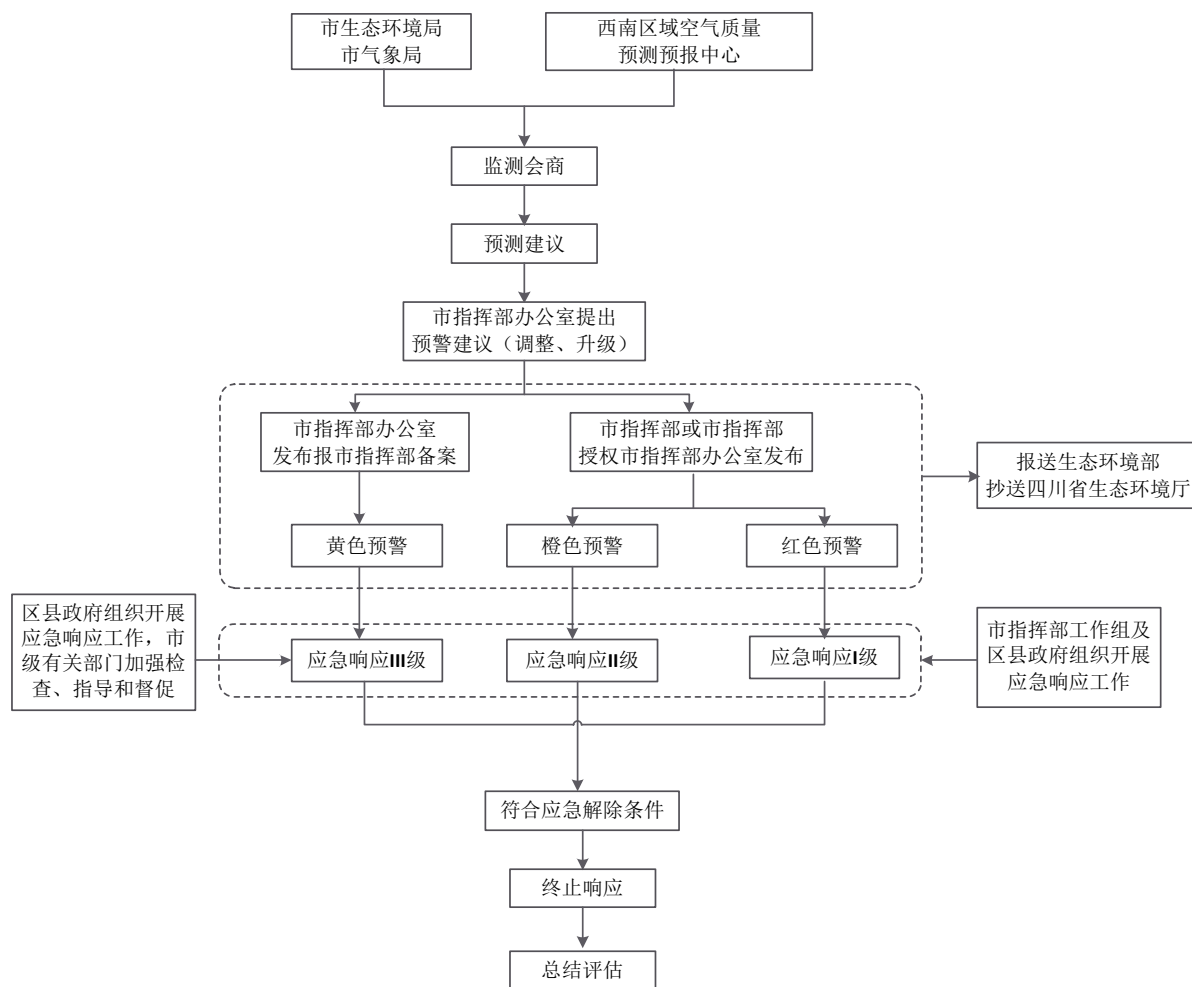 市生态环境局
市气象局
西南区域空气质量
预测预报中心
监测会商
预测建议
市指挥部办公室提出
预警建议（调整、升级）
市指挥部办公室
发布报市指挥部备案
市指挥部或市指挥部
授权市指挥部办公室发布
报送生态环境部
抄送四川省生态环境厅
黄色预警
橙色预警
红色预警
区县政府组织开展
应急响应工作，市
级有关部门加强检
查、指导和督促
应急响应III级
应急响应II级
应急响应I级
市指挥部工作组及
区县政府组织开展
应急响应工作
符合应急解除条件
终止响应
总结评估